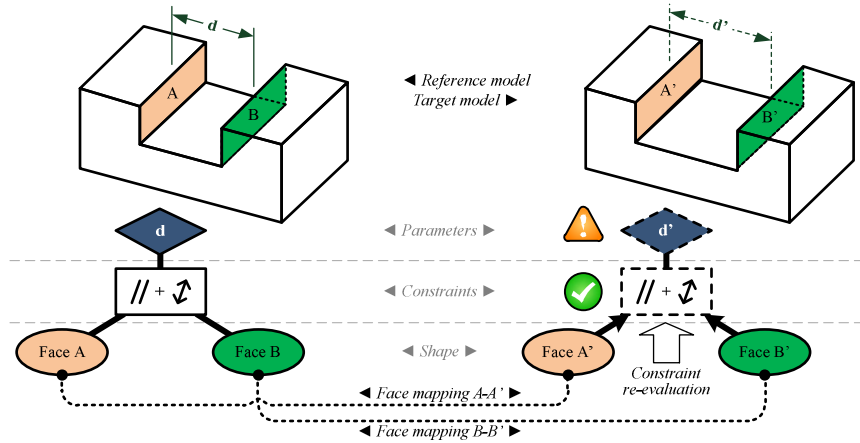 d
d’
A
B
◄ Reference model
Target model ►
A’
B’
d
◄ Parameters ►
d’
// +
◄ Constraints ►
// +
Face A
Face B
◄ Shape ►
Face A’
Face B’
Constraint
re-evaluation
◄ Face mapping A-A’ ►
◄ Face mapping B-B’ ►